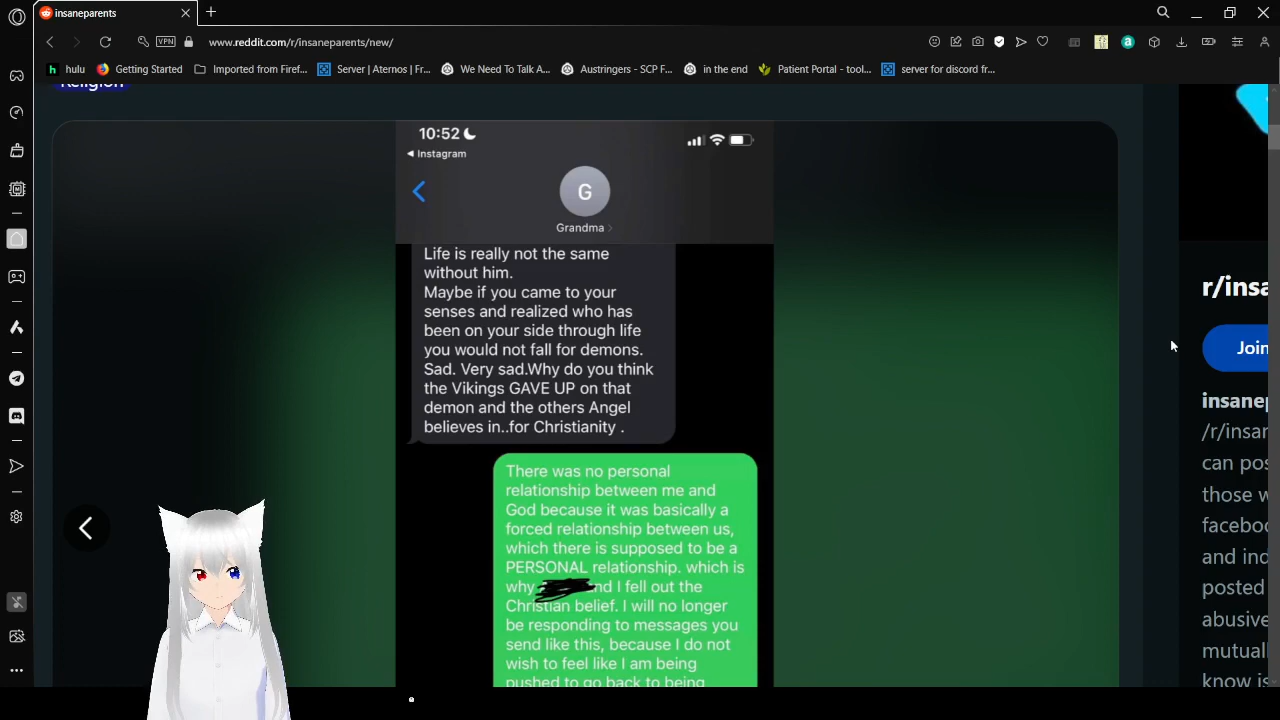 insaneparents
VPN
www.reddit.com/r/insaneparents/new/
hulu
Getting Started
Imported from Firef...
Server | Aternos | Fr...
We Need To Talk A...
Austringers - SCP F...
in the end
Patient Portal - tool...
server for discord fr...
Religion
10:52
Instagram
G
Grandma
Life is really not the same
without him.
Maybe if you came to your
senses and realized who has
been on your side through life
you would not fall for demons.
Sad. Very sad.Why do you think
the Vikings GAVE UP on that
demon and the others Angel
believes in..for Christianity .
There was no personal
relationship between me and
God because it was basically a
forced relationship between us,
which there is supposed to be a
PERSONAL relationship. which is
why nd I fell out the
Christian belief. I will no longer
be responding to messages you
send like this, because I do not
wish to feel like I am being
pushed to go back to being
r/insa
Join
insanep
/r/insar
can pos
those w
facebo
and ind
posted
abusive
mutual
know is